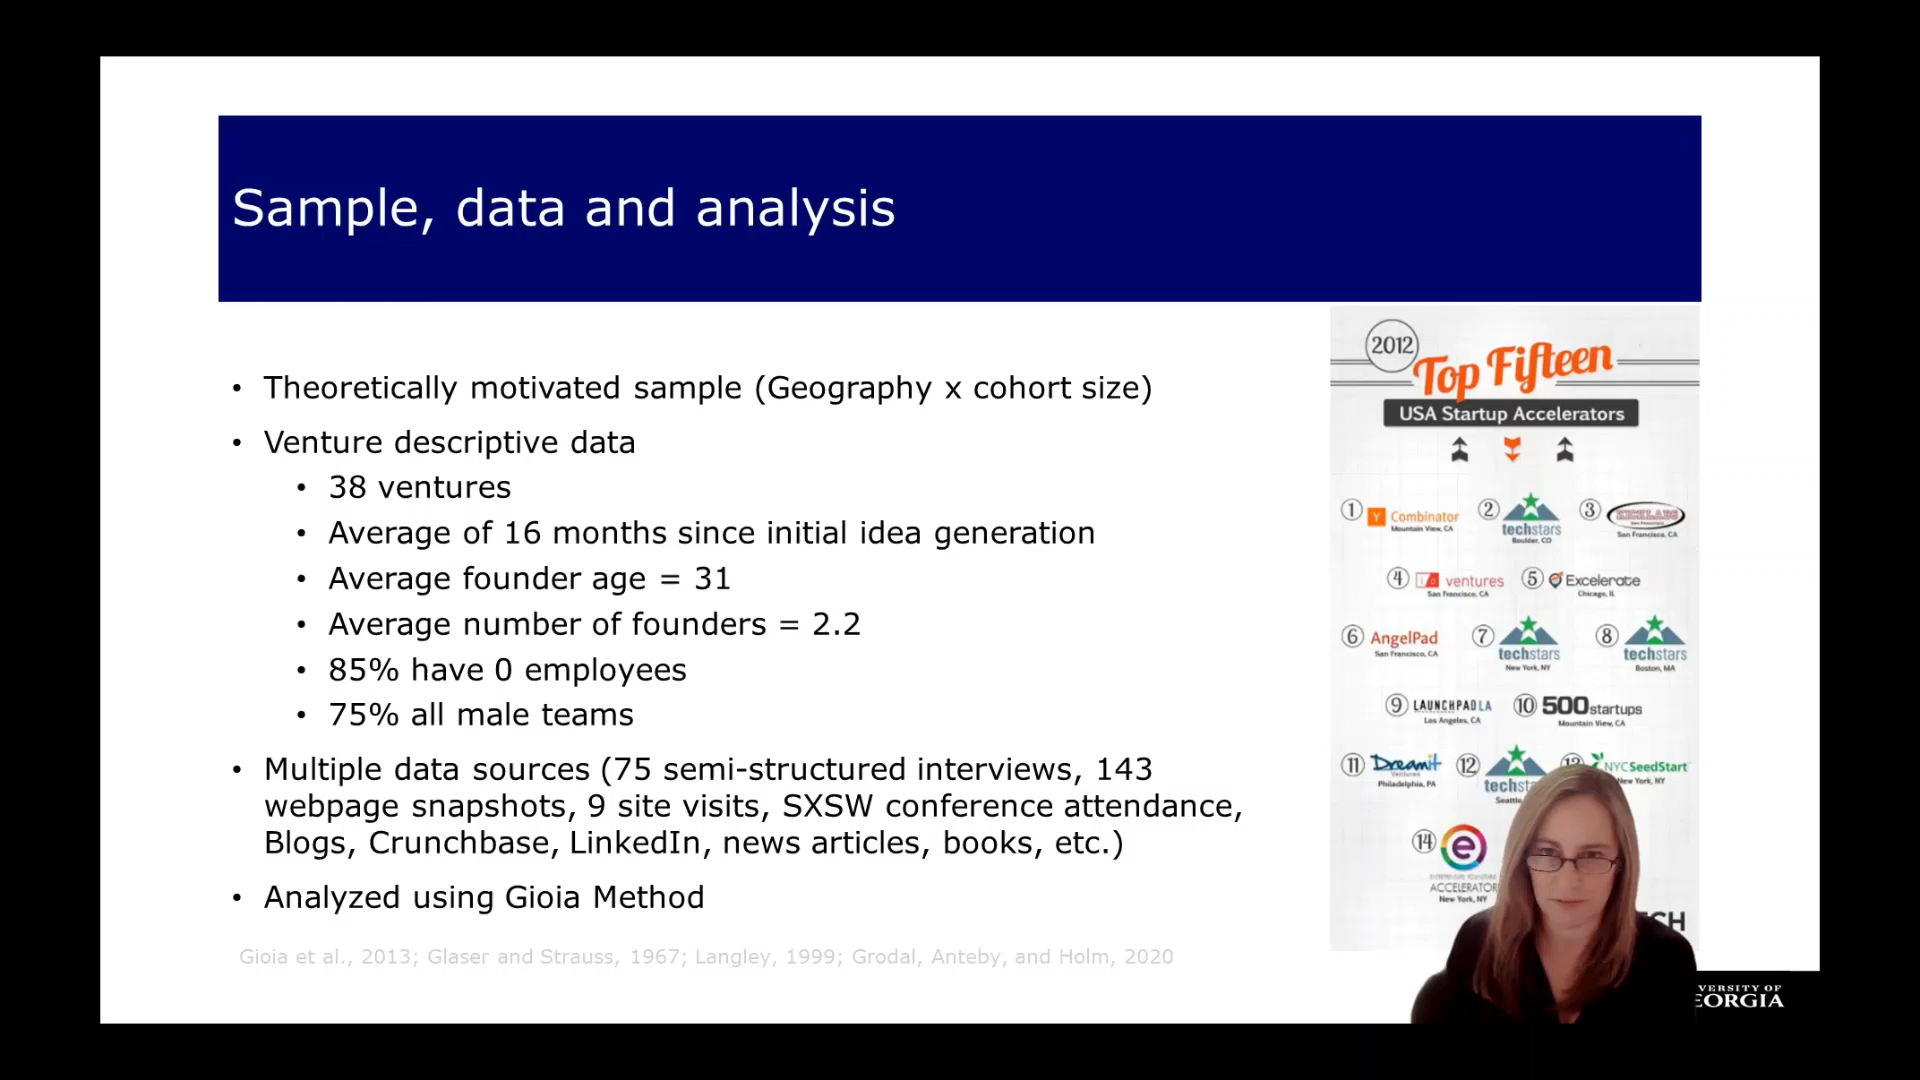 Sample, data and analysis
• Theoretically motivated sample (Geography x cohort size)
• Venture descriptive data
• 38 ventures
• Average of 16 months since initial idea generation
• Average founder age = 31
• Average number of founders = 2.2
• 85% have 0 employees
• 75% all male teams
• Multiple data sources (75 semi-structured interviews, 143
webpage snapshots, 9 site visits, SXSW conference attendance,
Blogs, Crunchbase, LinkedIn, news articles, books, etc.)
• Analyzed using Gioia Method
Gioia et al., 2013; Glaser and Strauss, 1967; Langley, 1999; Grodal, Anteby, and Holm, 2020
2012
Top Fifteen
USA Startup Accelerators
1 Y Combinator
Mountain View, CA
2 techstars
Boulder, CO
3 KICKLABS
San Francisco, CA
4 i/o ventures
San Francisco, CA
5 Excelerate
Chicago, IL
6 AngelPad
San Francisco, CA
7 techstars
New York, NY
8 techstars
Boston, MA
9 LAUNCHPADLA
Los Angeles, CA
10 500startups
Mountain View, CA
11 Dreamit
Ventures
Philadelphia, PA
12 techst
Seattle
13 NYCSeedStart
New York, NY
14 e
ACCELERATOR
New York, NY
CH
VERSITY OF
EORGIA